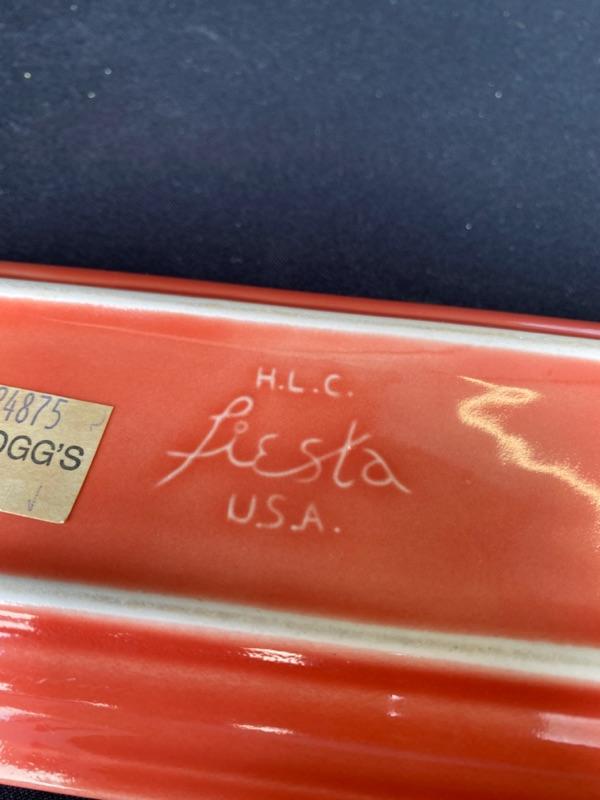 H.L.C.
fiesta
U.S.A.
24875
OGG'S